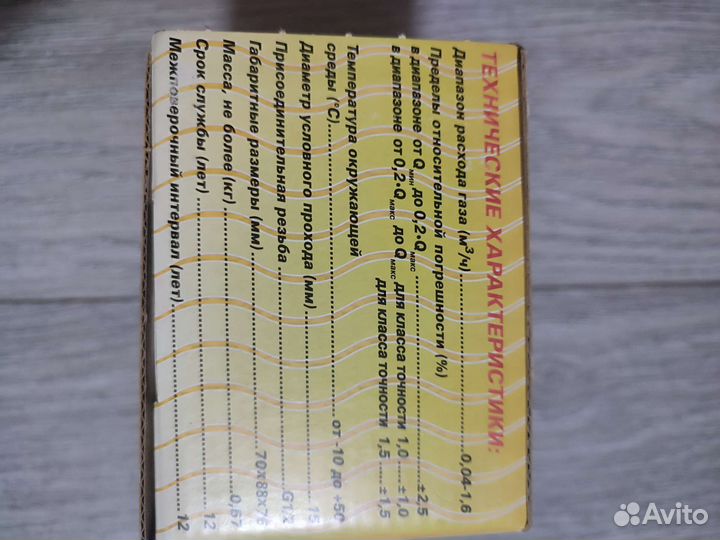 ТЕХНИЧЕСКИЕ ХАРАКТЕРИСТИКИ:
Диапазон расхода газа (м³/ч)..........0,04-1,6
Пределы относительной погрешности (%)
в диапазоне от Qмин до 0,2•Qмакс..........±2,5
в диапазоне от 0,2•Qмакс до Qмакс для класса точности 1,0.....±1,0
для класса точности 1,5.....±1,5
Температура окружающей
среды (°С)..........от -10 до +50
Диаметр условного прохода (мм)..........15
Присоединительная резьба..........G1/2
Габаритные размеры (мм)..........70х88х76
Масса, не более (кг)..........0,67
Срок службы (лет)..........12
Межповерочный интервал (лет)..........12
Avito